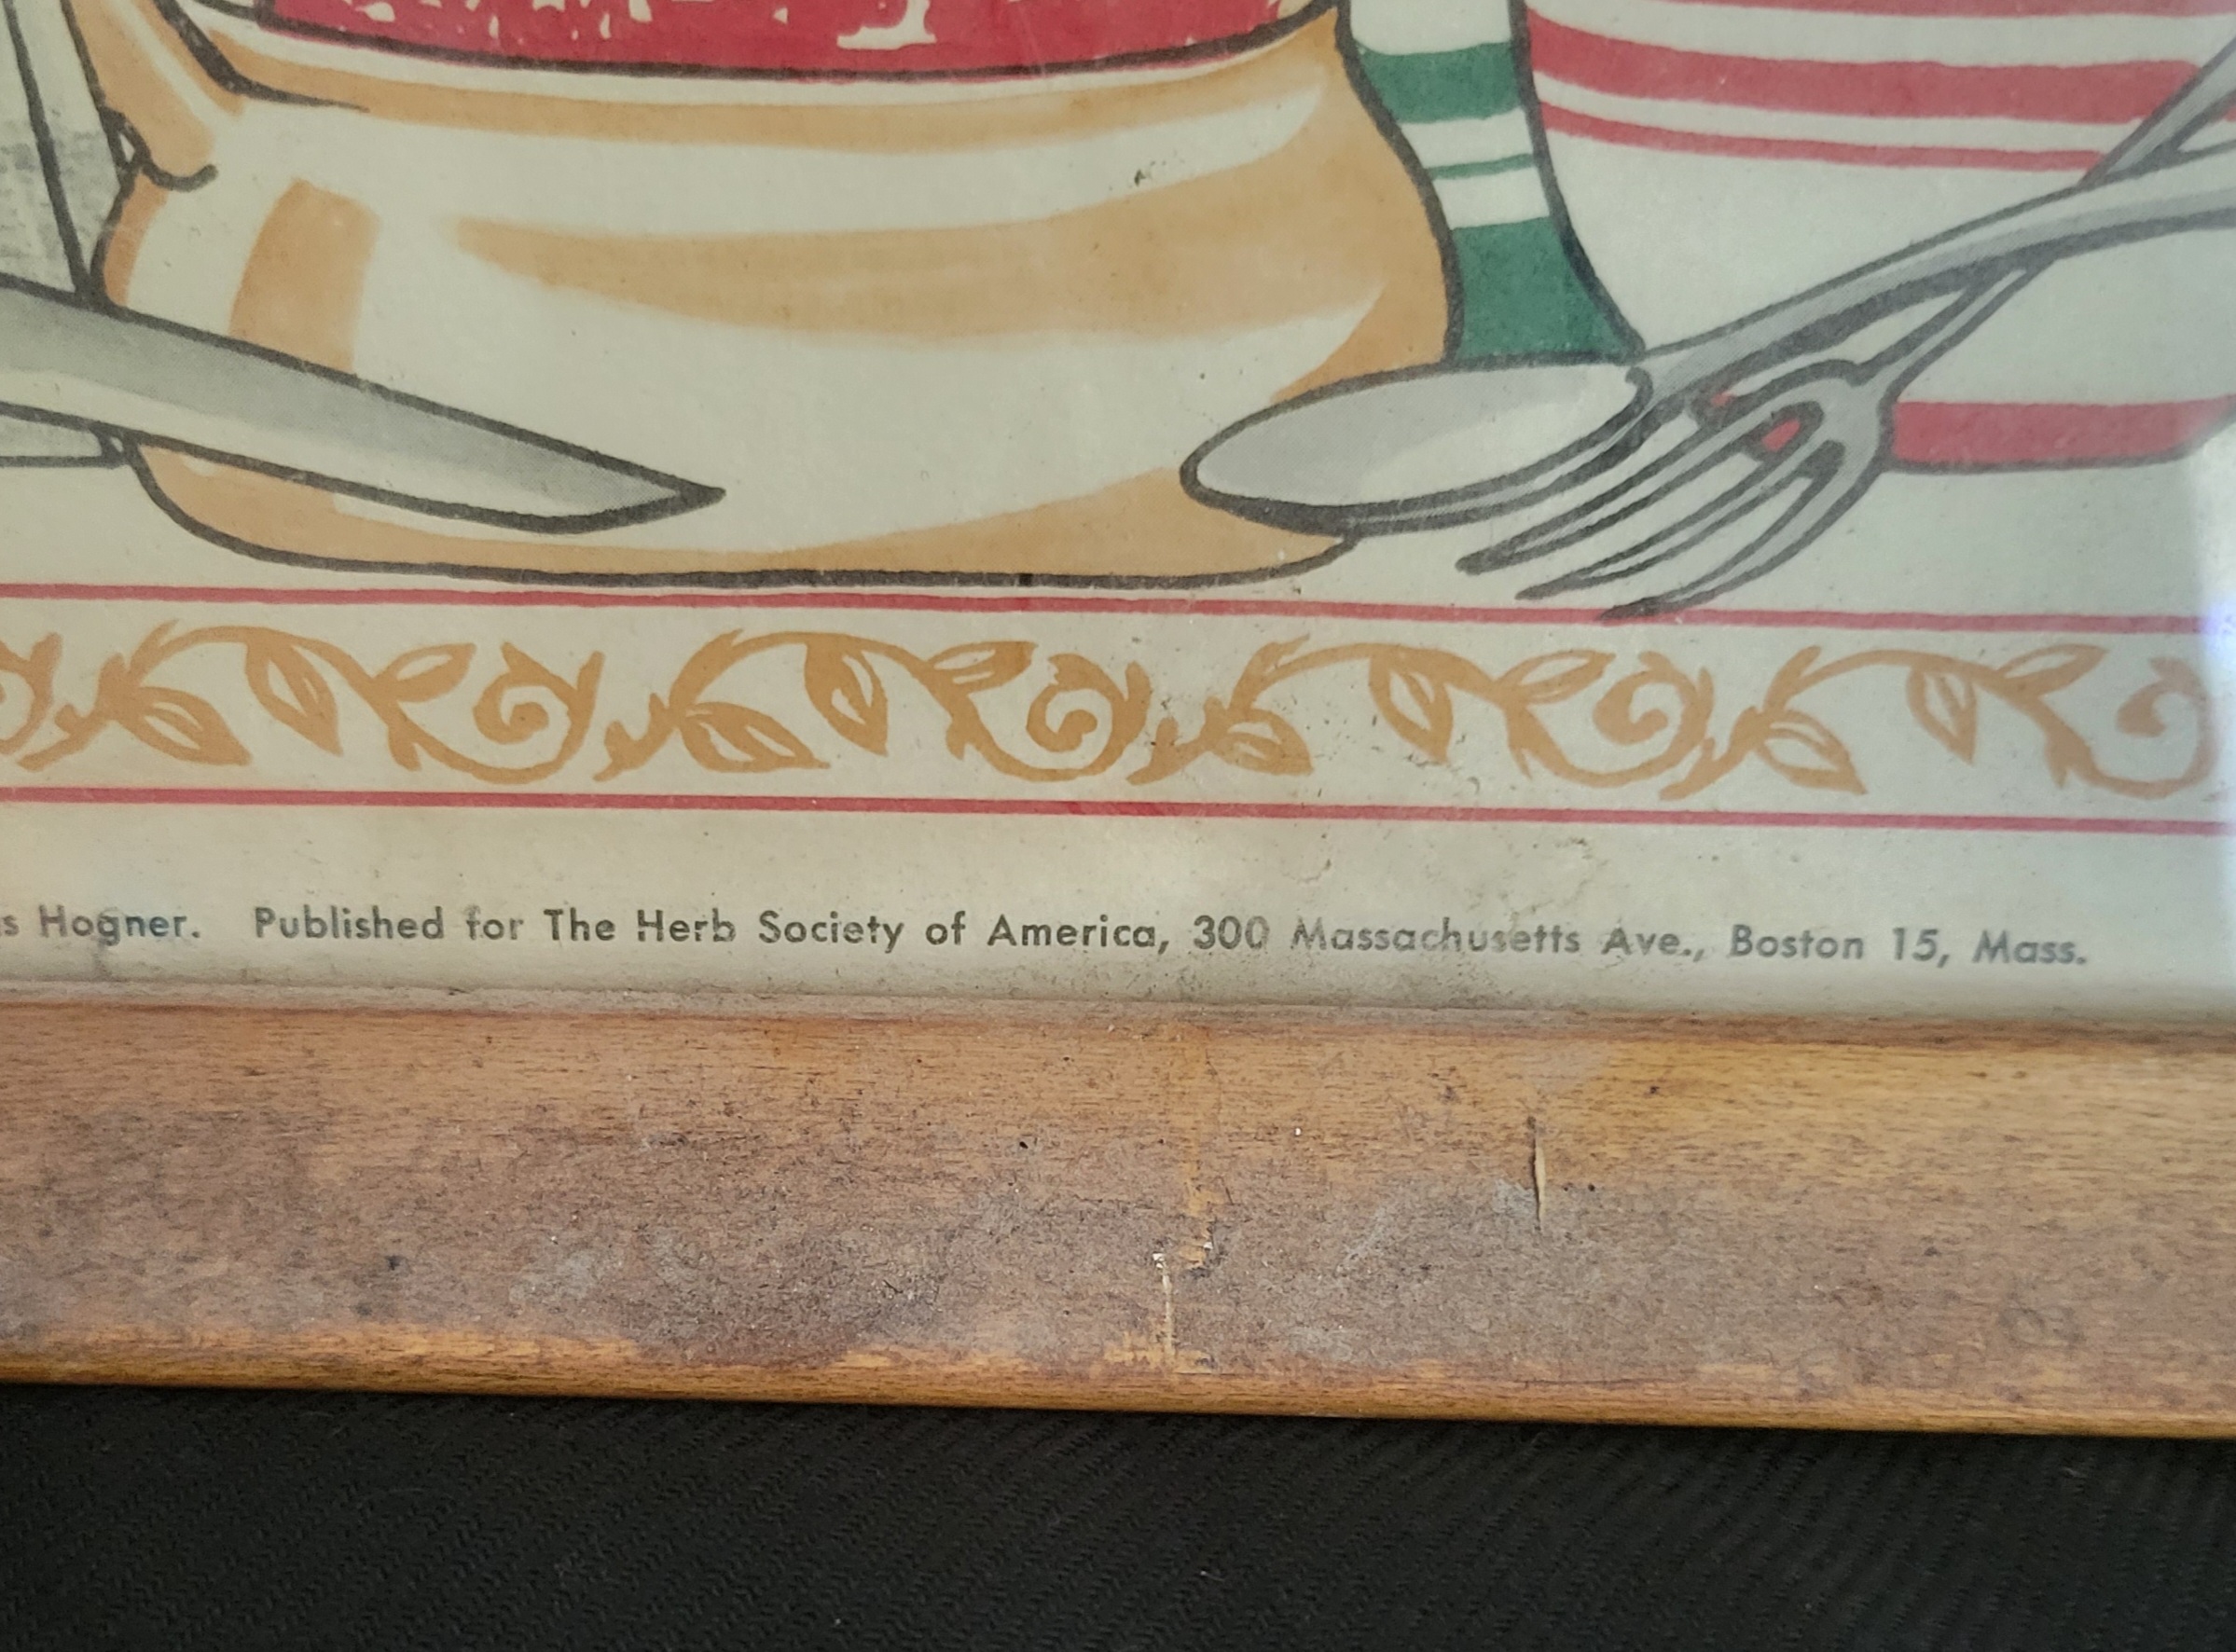 s Hogner. Published for The Herb Society of America, 300 Massachusetts Ave., Boston 15, Mass.